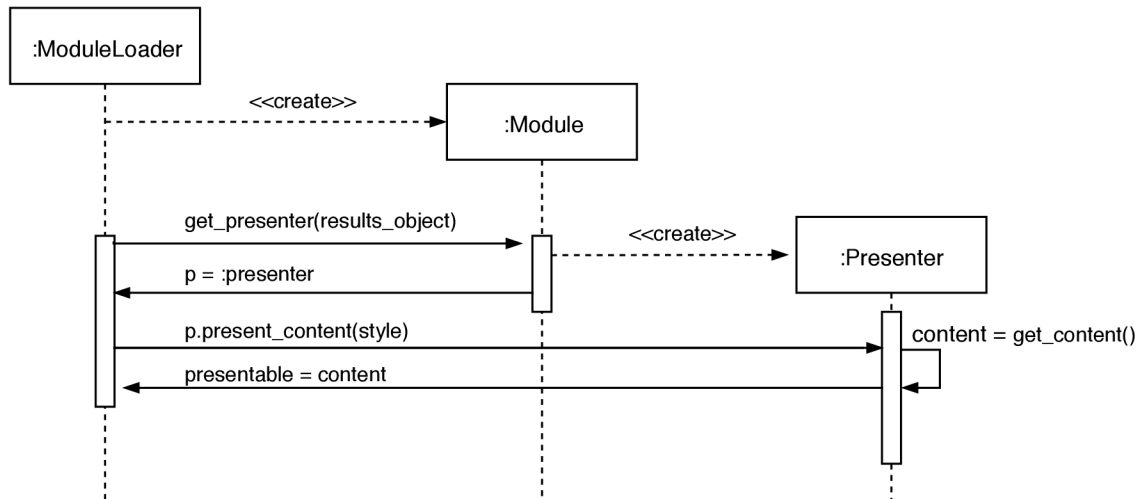 :ModuleLoader
<<create>>
:Module
get_presenter(results_object)
<<create>>
:Presenter
p = :presenter
p.present_content(style)
content = get_content()
presentable = content